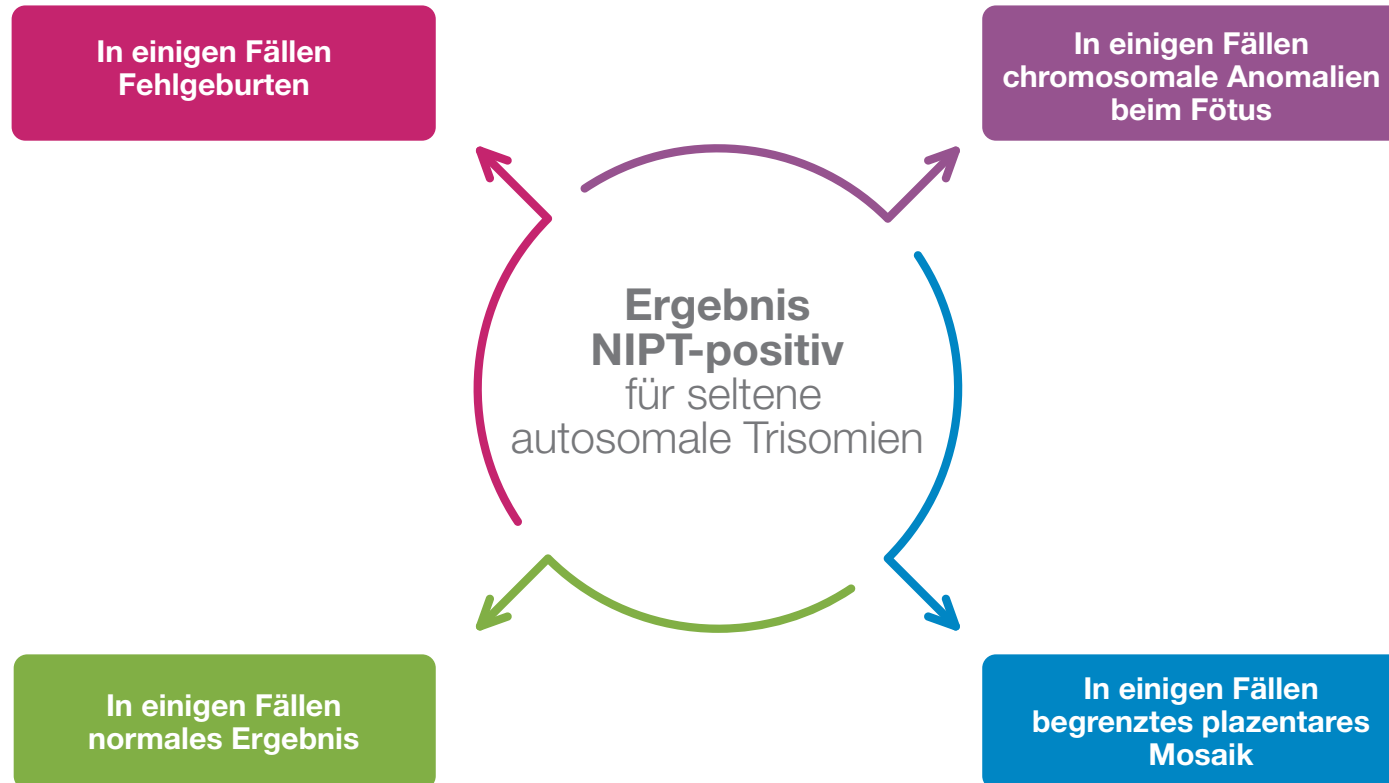 In einigen Fällen
Fehlgeburten
In einigen Fällen
chromosomale Anomalien
beim Fötus
Ergebnis
NIPT-positiv
für seltene
autosomale Trisomien
In einigen Fällen
normales Ergebnis
In einigen Fällen
begrenztes plazentares
Mosaik